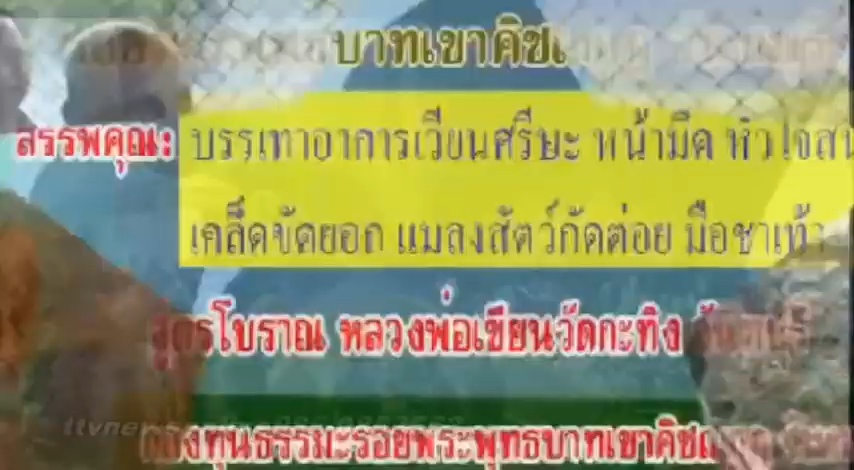 บาทเขาคิช
สรรพคุณ: บรรเทาอาการเวียนศรีษะ หน้ามืด หัวใจสน
เคล็ดขัดยอก แมลงสัตว์กัดต่อย มือชาเท้า
สูตรโบราณ หลวงพ่อเขียนวัดกะทิง
กองทุนธรรมะรอยพระพุทธบาทเขาคิช